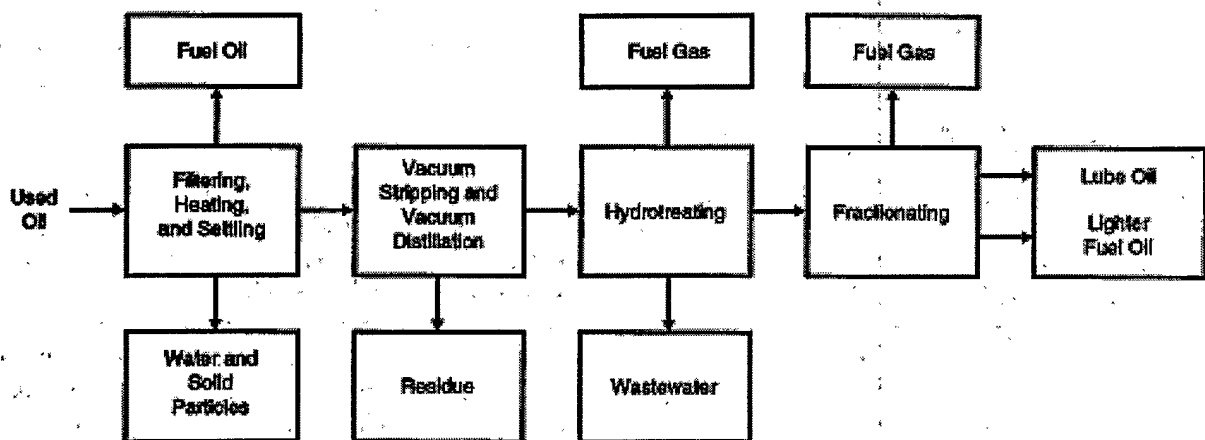 Fuel Oil
Fuel Gas
Fuel Gas
Used
Oil
Filtering,
Heating,
and Settling
Vacuum
Stripping and
Vacuum
Distillation
Hydrotreating
Fractionating
Lube Oil
Lighter
Fuel Oil
Water and
Solid
Particles
Residue
Wastewater